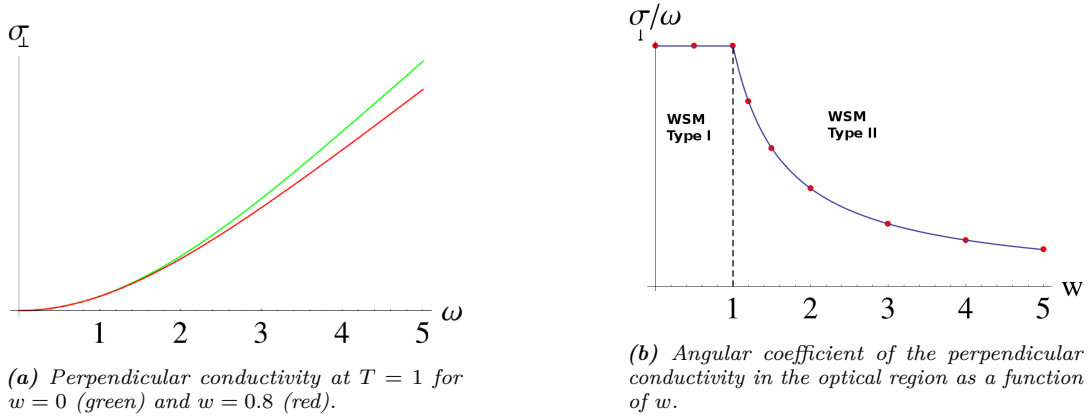 σ⊥
1 2 3 4 5 ω
(a) Perpendicular conductivity at T = 1 for
w = 0 (green) and w = 0.8 (red).
σ⊥/ω
WSM
Type I
WSM
Type II
1 2 3 4 5 w
(b) Angular coefficient of the perpendicular
conductivity in the optical region as a function
of w.